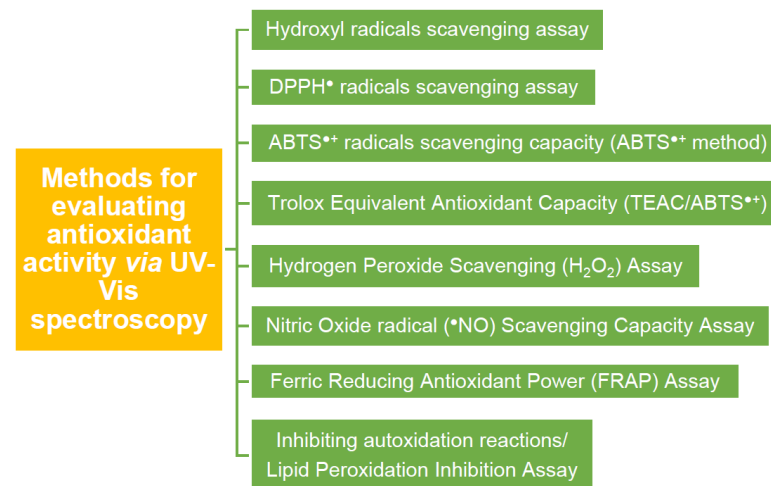 Methods for
evaluating
antioxidant
activity via UV-
Vis
spectroscopy
Hydroxyl radicals scavenging assay
DPPH• radicals scavenging assay
ABTS•+ radicals scavenging capacity (ABTS•+ method)
Trolox Equivalent Antioxidant Capacity (TEAC/ABTS•+)
Hydrogen Peroxide Scavenging (H₂O₂) Assay
Nitric Oxide radical (•NO) Scavenging Capacity Assay
Ferric Reducing Antioxidant Power (FRAP) Assay
Inhibiting autoxidation reactions/
Lipid Peroxidation Inhibition Assay